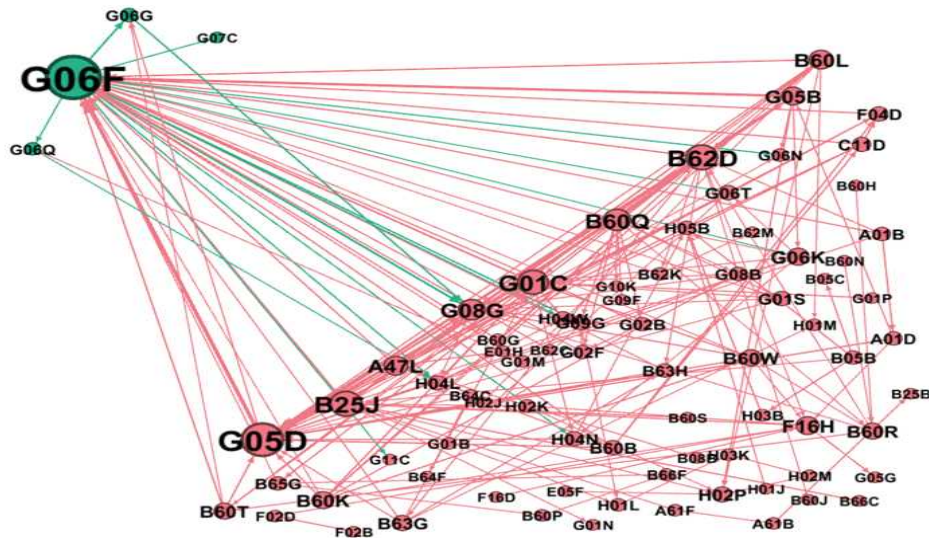 G06G
G07C
G06F
B60L
G05B
F04D
G06Q
C11D
B62D
G06N
B60H
G06T
B60Q
H05B
B62M
A01B
G06K
B60N
B62K
G08B
B05C
G01C
G10K
G09F
G01S
G01P
G08G
H04W
G09G
G02B
H01M
B60G
A01D
E01H
B62C
G02F
G01M
B60W
B05B
A47L
B63H
H04L
B64C
B25B
H02J
H02K
B25J
B60S
H03B
F16H
B60R
G05D
G01B
H04N
B60B
G11C
B08B
H03K
B65G
B64F
B66F
H02M
G05G
F16D
E05F
H02P
H01J
B60K
B60T
F02D
B60P
H01L
A61F
B60J
B66C
B63G
F02B
G01N
A61B